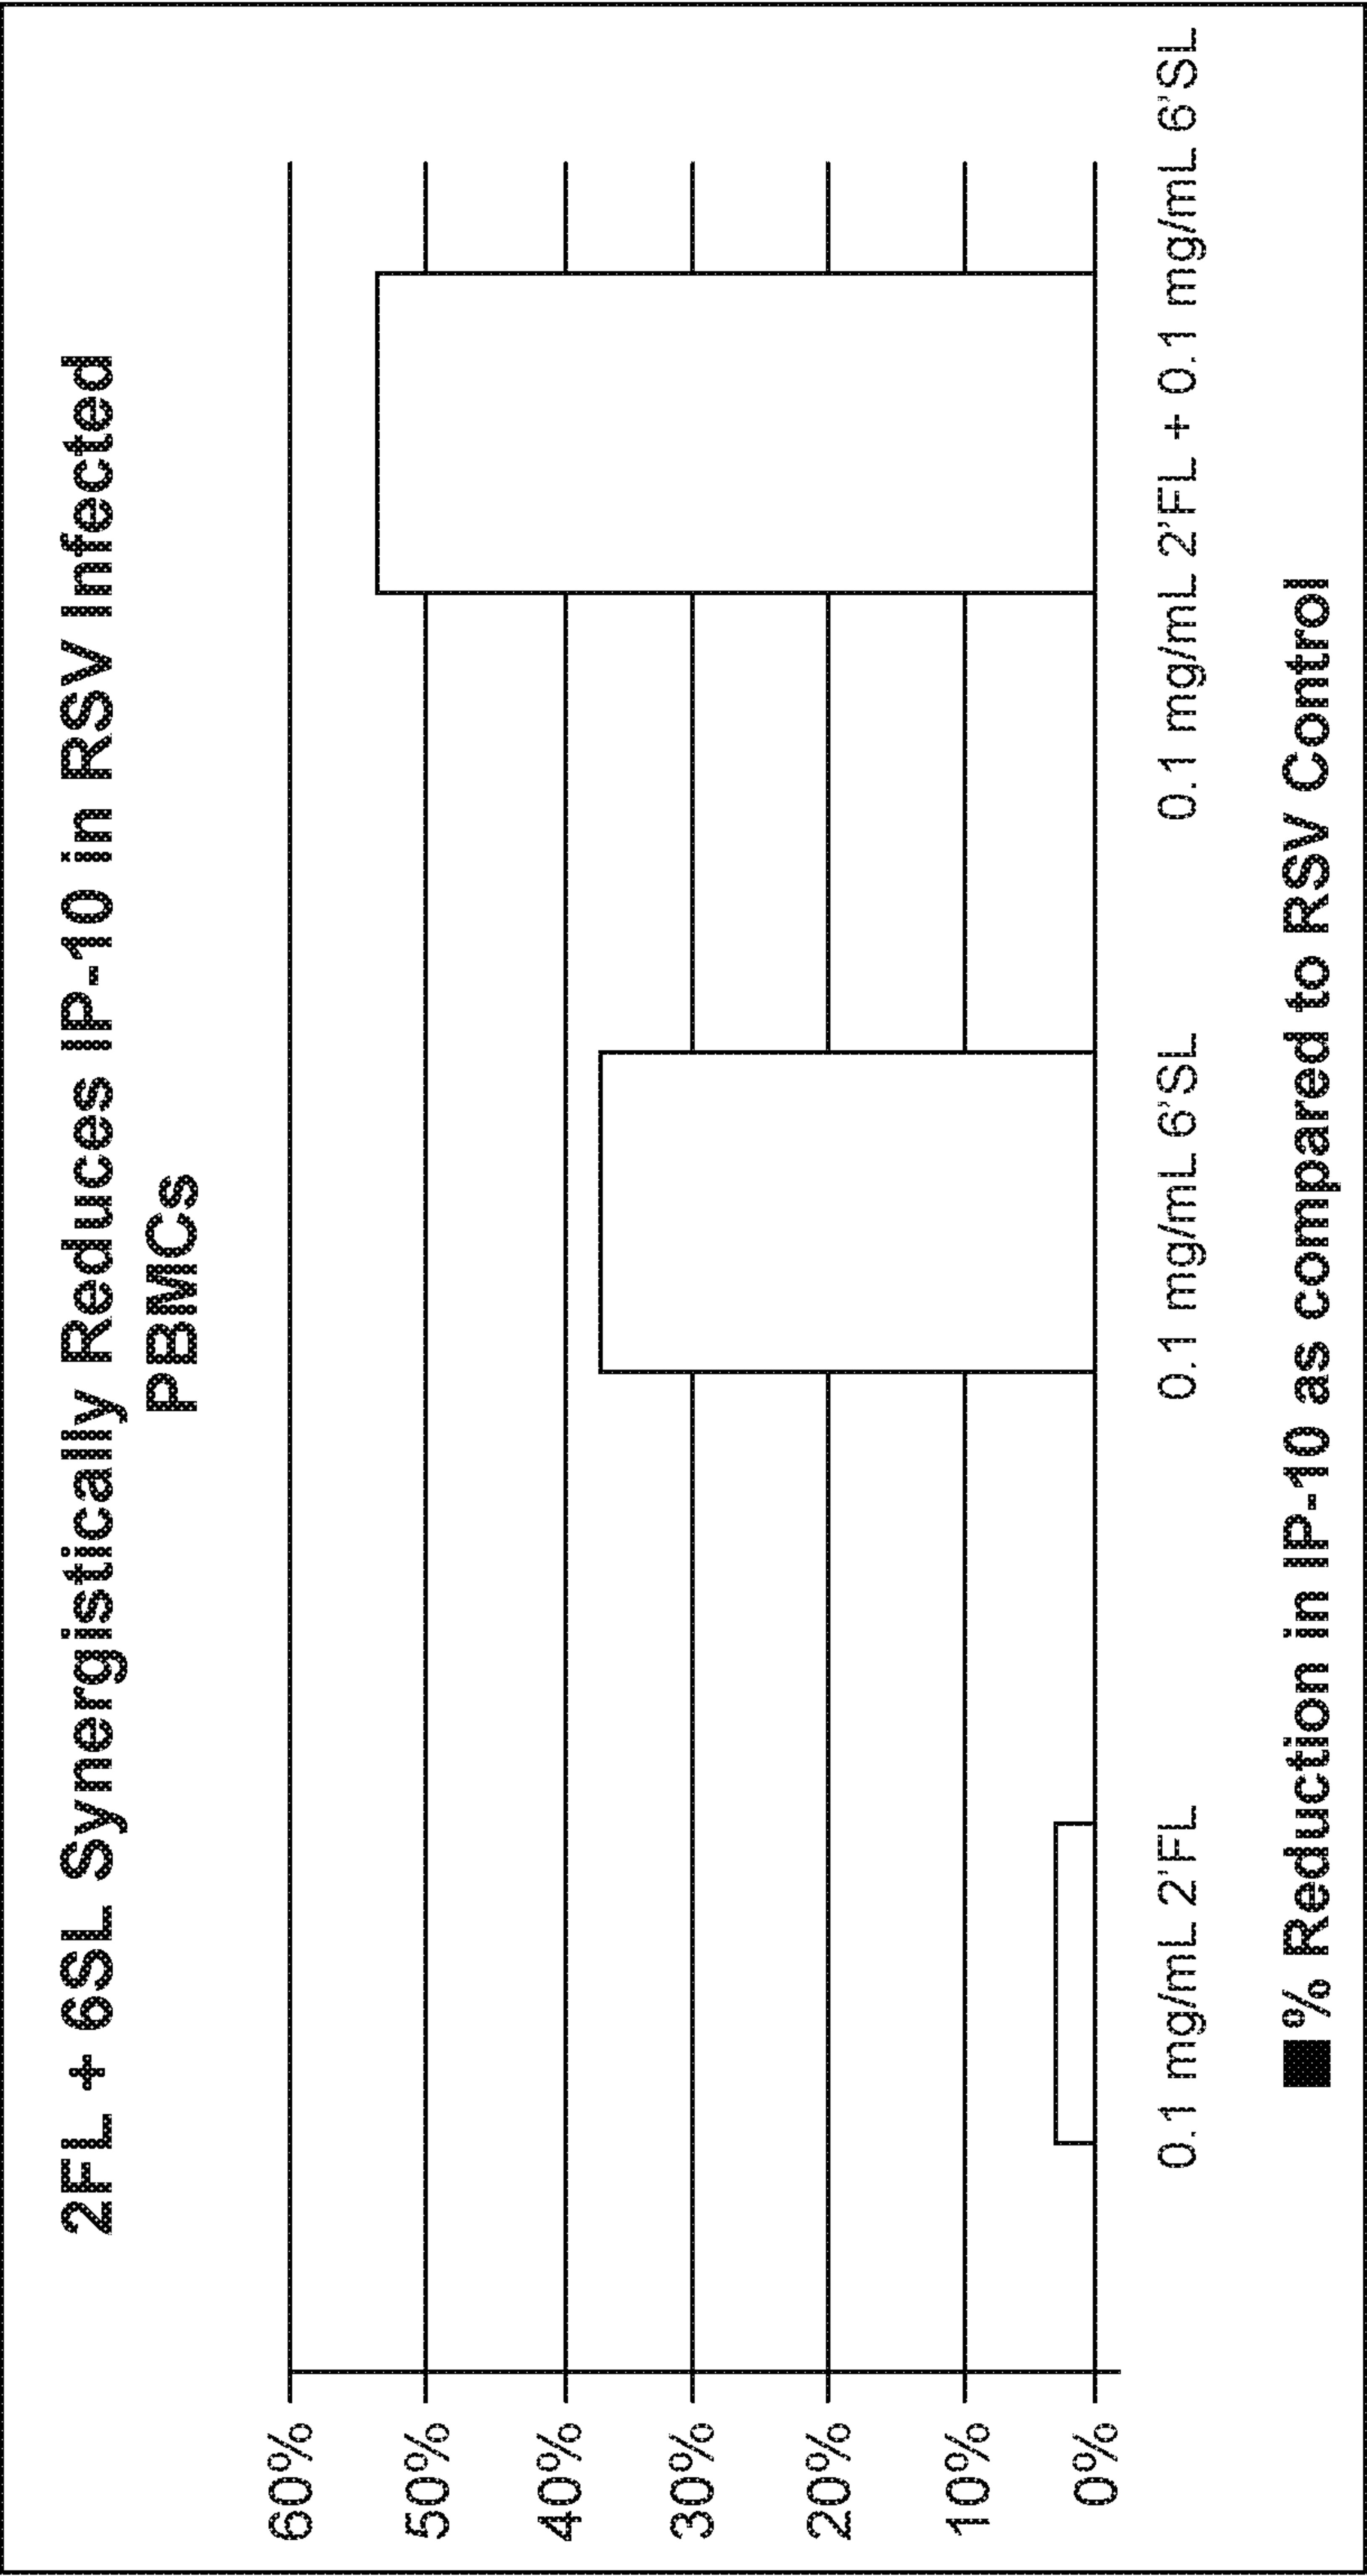 2FL + 6SL Synergistically Reduces IP-10 in RSV Infected
PBMCs
60%
50%
40%
30%
20%
10%
0%
0.1 mg/mL 2'FL
0.1 mg/mL 6'SL
0.1 mg/mL 2'FL + 0.1 mg/mL 6'SL
% Reduction in IP-10 as compared to RSV Control